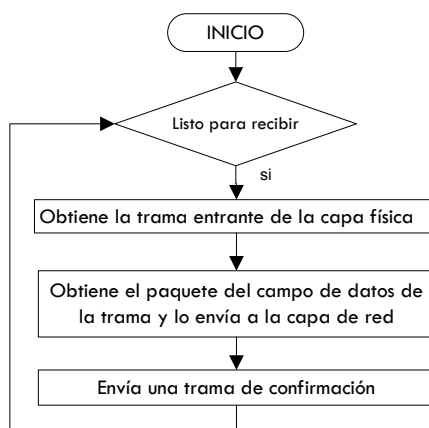 INICIO
Listo para recibir
si
Obtiene la trama entrante de la capa física
Obtiene el paquete del campo de datos de
la trama y lo envía a la capa de red
Envía una trama de confirmación